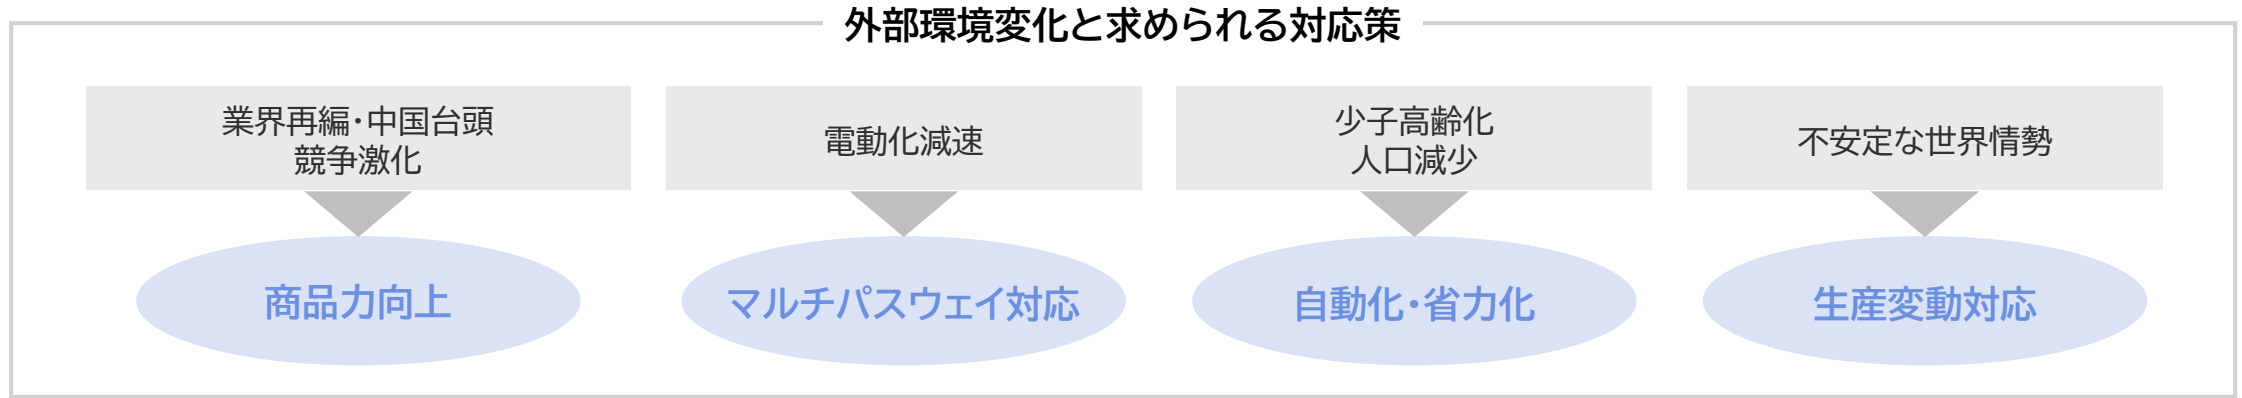 外部環境変化と求められる対応策
業界再編・中国台頭
競争激化
電動化減速
少子高齢化
人口減少
不安定な世界情勢
商品力向上
マルチパスウェイ対応
自動化・省力化
生産変動対応